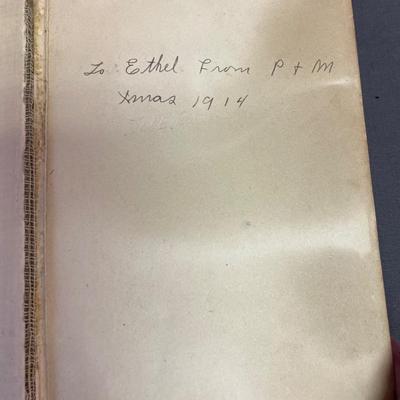 To Ethel From P + M
Xmas 1914